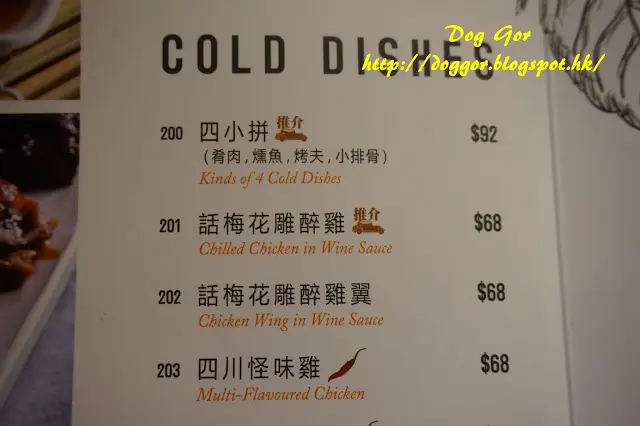 Dog Gor
http://doggor.blogspot.hk/
COLD DISHES
200 四小拼 推介 $92
(肴肉,燻魚,烤夫,小排骨)
Kinds of 4 Cold Dishes
201 話梅花雕醉雞 推介 $68
Chilled Chicken in Wine Sauce
202 話梅花雕醉雞翼 $68
Chicken Wing in Wine Sauce
203 四川怪味雞 $68
Multi-Flavoured Chicken